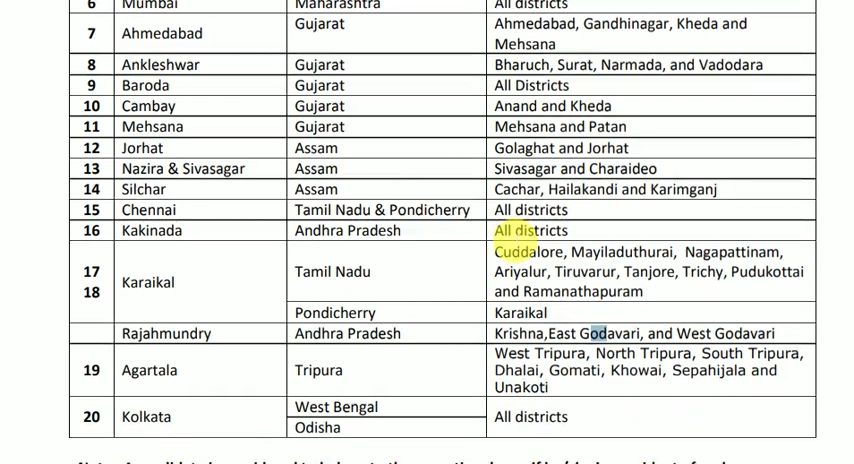 6 Mumbai Maharashtra All districts
7 Ahmedabad Gujarat Ahmedabad, Gandhinagar, Kheda and
Mehsana
8 Ankleshwar Gujarat Bharuch, Surat, Narmada, and Vadodara
9 Baroda Gujarat All Districts
10 Cambay Gujarat Anand and Kheda
11 Mehsana Gujarat Mehsana and Patan
12 Jorhat Assam Golaghat and Jorhat
13 Nazira & Sivasagar Assam Sivasagar and Charaideo
14 Silchar Assam Cachar, Hailakandi and Karimganj
15 Chennai Tamil Nadu & Pondicherry All districts
16 Kakinada Andhra Pradesh All districts
17
18 Karaikal Tamil Nadu Cuddalore, Mayiladuthurai, Nagapattinam,
Ariyalur, Tiruvarur, Tanjore, Trichy, Pudukottai
and Ramanathapuram
Pondicherry Karaikal
Rajahmundry Andhra Pradesh Krishna,East Godavari, and West Godavari
19 Agartala Tripura West Tripura, North Tripura, South Tripura,
Dhalai, Gomati, Khowai, Sepahijala and
Unakoti
20 Kolkata West Bengal All districts
Odisha